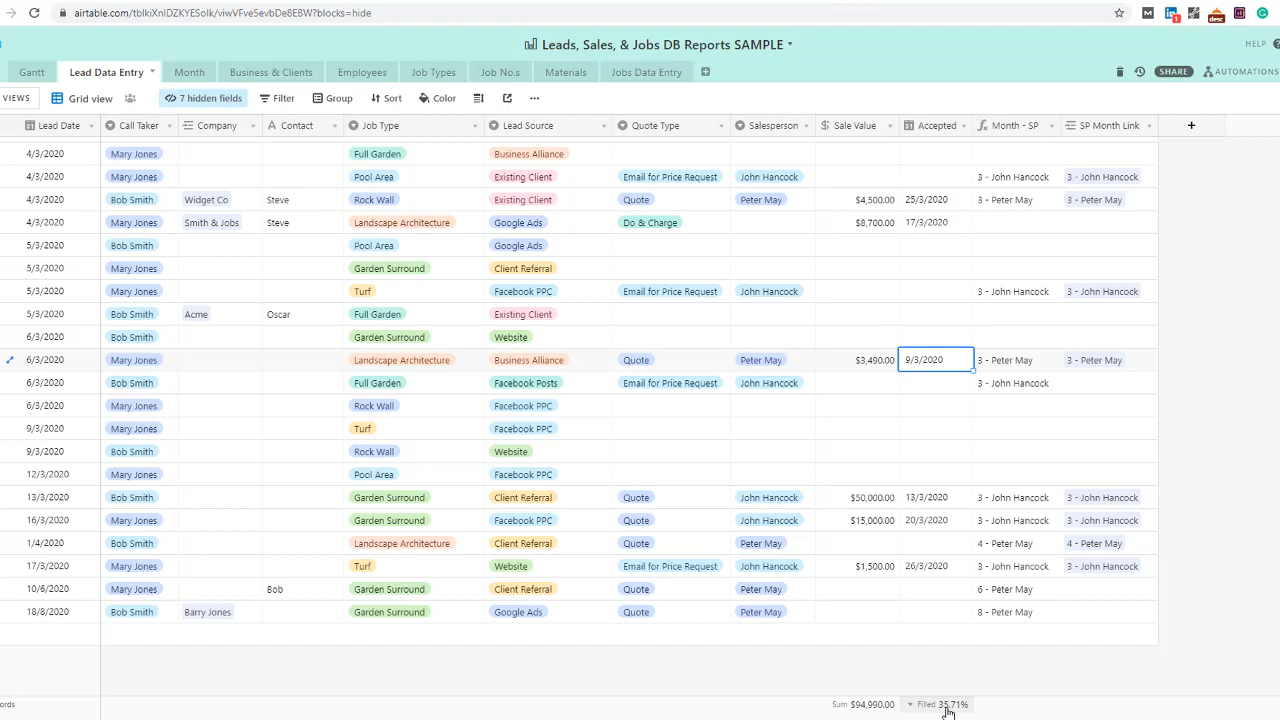 airtable.com/tblkiXnIDZKYESoIk/viwVFve5evbDe8EBW?blocks=hide
desc
1
Leads, Sales, & Jobs DB Reports SAMPLE
HELP
Gantt Lead Data Entry Month Business & Clients Employees Job Types Job No.s Materials Jobs Data Entry SHARE AUTOMATIONS
VIEWS Grid view 7 hidden fields Filter Group Sort Color
Lead Date Call Taker Company Contact Job Type Lead Source Quote Type Salesperson Sale Value Accepted Month - SP SP Month Link
4/3/2020 Mary Jones Full Garden Business Alliance
4/3/2020 Mary Jones Pool Area Existing Client Email for Price Request John Hancock 3 - John Hancock 3 - John Hancock
4/3/2020 Bob Smith Widget Co Steve Rock Wall Existing Client Quote Peter May $4,500.00 25/3/2020 3 - Peter May 3 - Peter May
4/3/2020 Bob Smith Smith & Jobs Steve Landscape Architecture Google Ads Do & Charge $8,700.00 17/3/2020
5/3/2020 Bob Smith Pool Area Google Ads
5/3/2020 Mary Jones Garden Surround Client Referral
5/3/2020 Mary Jones Turf Facebook PPC Email for Price Request John Hancock 3 - John Hancock 3 - John Hancock
5/3/2020 Bob Smith Acme Oscar Full Garden Existing Client
6/3/2020 Bob Smith Garden Surround Website
6/3/2020 Mary Jones Landscape Architecture Business Alliance Quote Peter May $3,490.00 9/3/2020 3 - Peter May 3 - Peter May
6/3/2020 Bob Smith Full Garden Facebook Posts Email for Price Request John Hancock 3 - John Hancock
6/3/2020 Mary Jones Rock Wall Facebook PPC
9/3/2020 Mary Jones Turf Facebook PPC
9/3/2020 Bob Smith Rock Wall Website
12/3/2020 Mary Jones Pool Area Facebook PPC
13/3/2020 Bob Smith Garden Surround Client Referral Quote John Hancock $50,000.00 13/3/2020 3 - John Hancock 3 - John Hancock
16/3/2020 Mary Jones Garden Surround Facebook PPC Quote John Hancock $15,000.00 20/3/2020 3 - John Hancock 3 - John Hancock
1/4/2020 Bob Smith Landscape Architecture Client Referral Quote Peter May 4 - Peter May 4 - Peter May
17/3/2020 Mary Jones Turf Website Email for Price Request John Hancock $1,500.00 26/3/2020 3 - John Hancock 3 - John Hancock
10/6/2020 Mary Jones Bob Garden Surround Client Referral Quote Peter May 6 - Peter May
18/8/2020 Bob Smith Barry Jones Garden Surround Google Ads Quote Peter May 8 - Peter May
ords Sum $94,990.00 Filled 35.71%